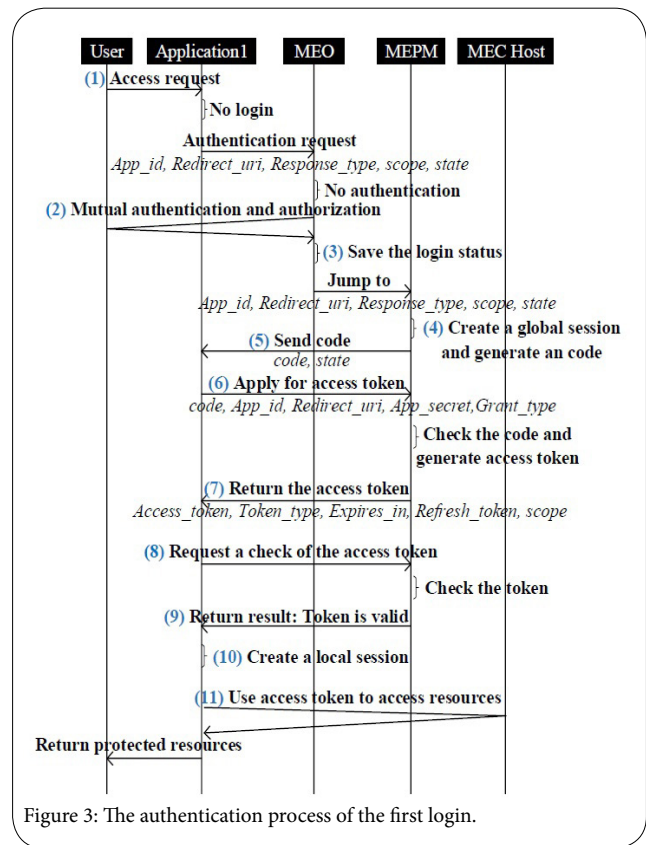 User Application1 MEO MEPM MEC Host
(1) Access request
No login
Authentication request
App_id, Redirect_uri, Response_type, scope, state
No authentication
(2) Mutual authentication and authorization
(3) Save the login status
Jump to
App_id, Redirect_uri, Response_type, scope, state
(4) Create a global session
and generate an code
(5) Send code
code, state
(6) Apply for access token
code, App_id, Redirect_uri, App_secret,Grant_type
Check the code and
generate access token
(7) Return the access token
Access_token, Token_type, Expires_in, Refresh_token, scope
(8) Request a check of the access token
Check the token
(9) Return result: Token is valid
(10) Create a local session
(11) Use access token to access resources
Return protected resources
Figure 3: The authentication process of the first login.